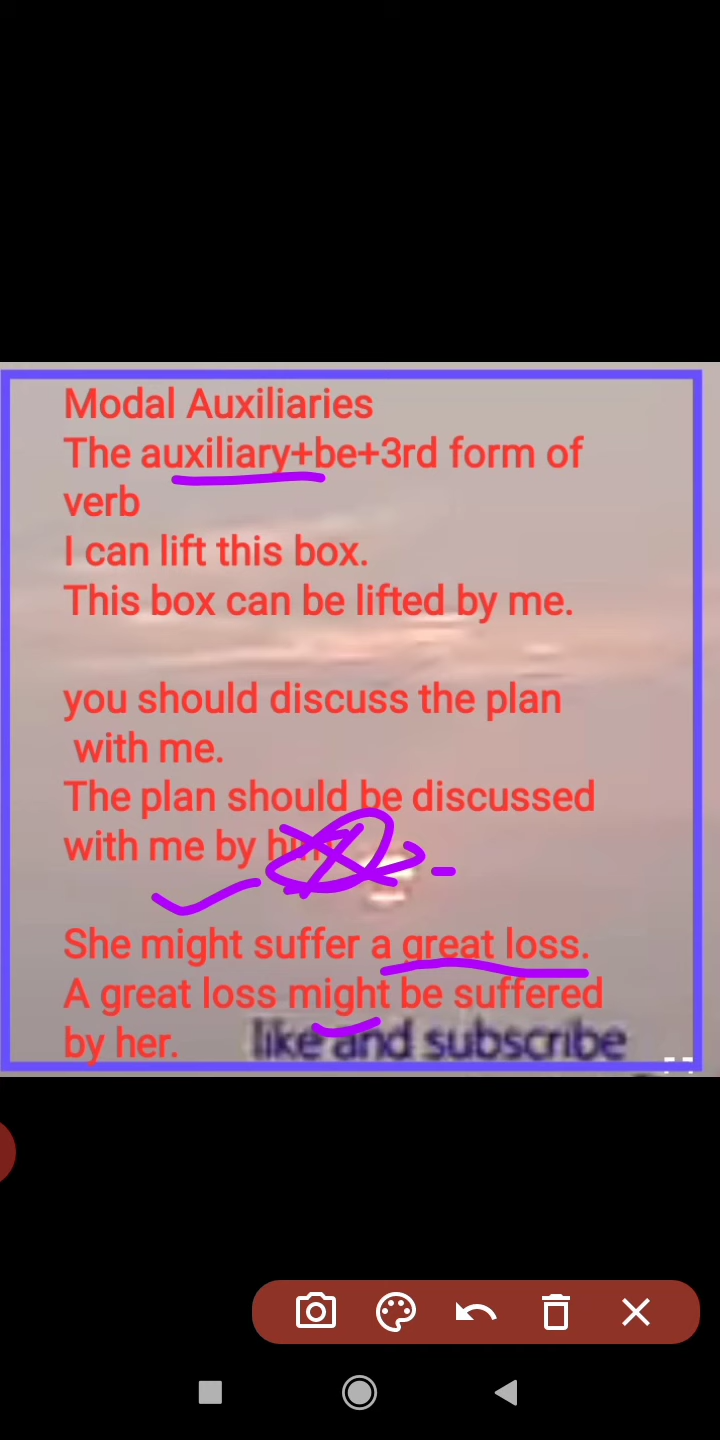 Modal Auxiliaries
The auxiliary+be+3rd form of
verb
I can lift this box.
This box can be lifted by me.
you should discuss the plan
with me.
The plan should be discussed
with me by him
She might suffer a great loss.
A great loss might be suffered
by her.
like and subscribe